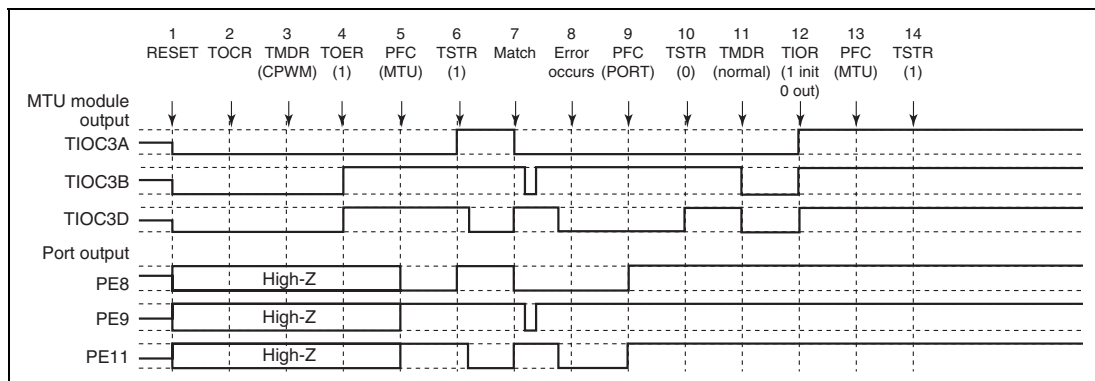 1 2 3 4 5 6 7 8 9 10 11 12 13 14
RESET TOCR TMDR TOER PFC TSTR Match Error PFC TSTR TMDR TIOR PFC TSTR
(CPWM) (1) (MTU) (1) occurs (PORT) (0) (normal) (1 init (MTU) (1)
0 out)
MTU module
output
TIOC3A
TIOC3B
TIOC3D
Port output
PE8 High-Z
PE9 High-Z
PE11 High-Z